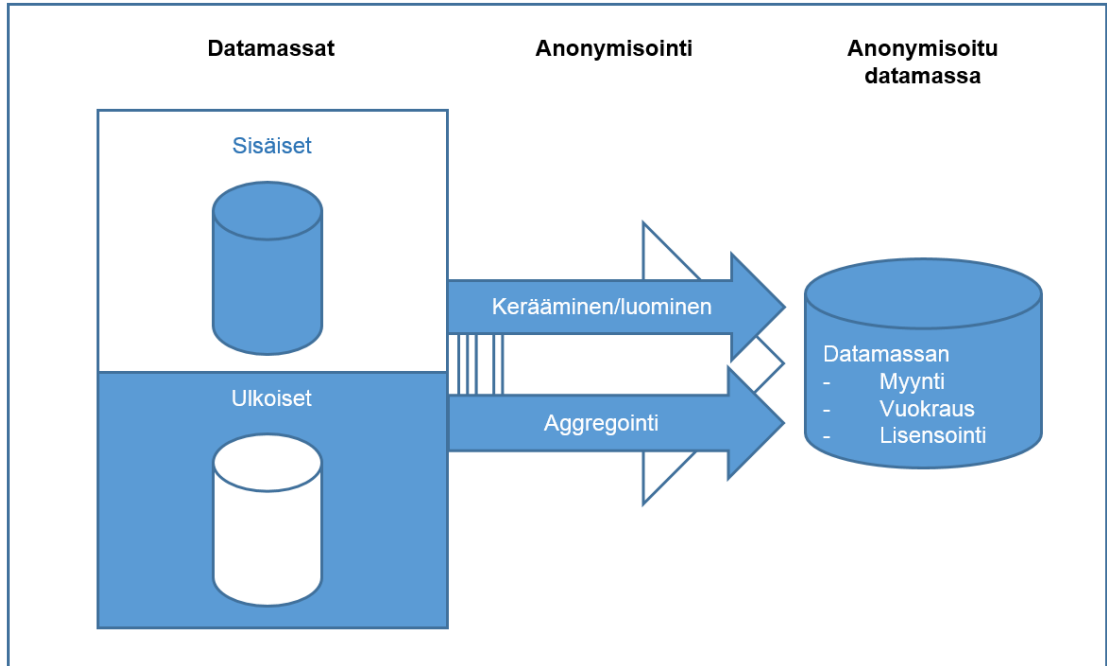 Datamassat
Anonymisointi
Anonymisoitu
datamassa
Sisäiset
Ulkoiset
Kerääminen/luominen
Aggregointi
Datamassan
- Myynti
- Vuokraus
- Lisensointi